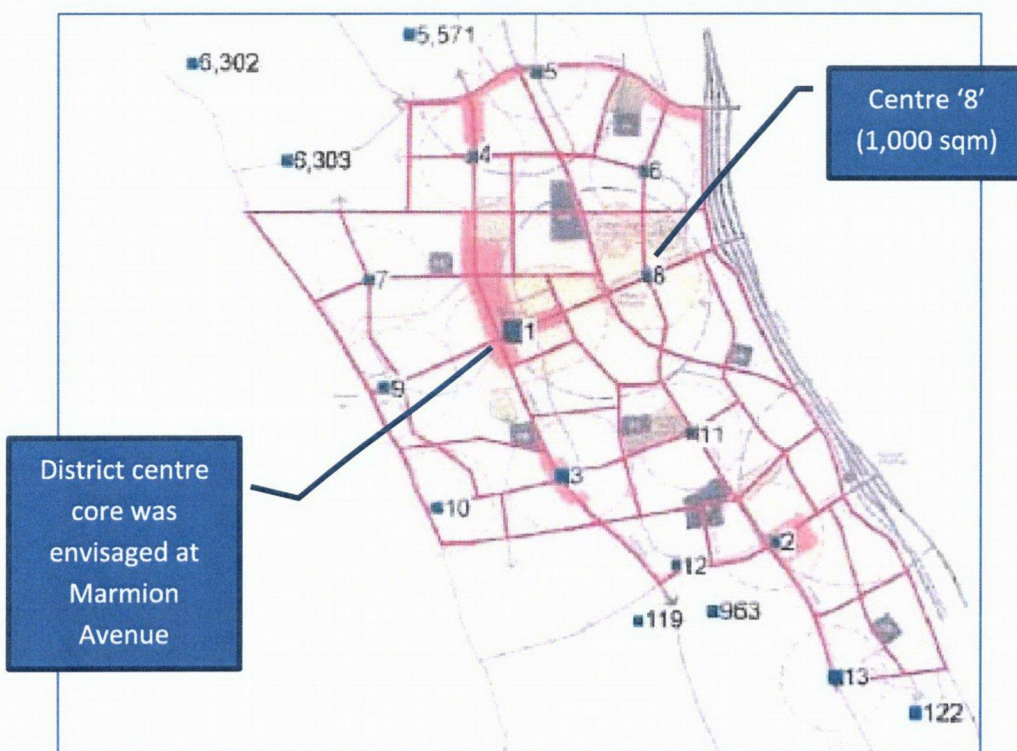 5,571
6,302
5
Centre ‘8’
(1,000 sqm)
6,303
4
6
8
7
1
9
11
District centre
core was
envisaged at
Marmion
Avenue
3
10
2
12
119
963
13
122